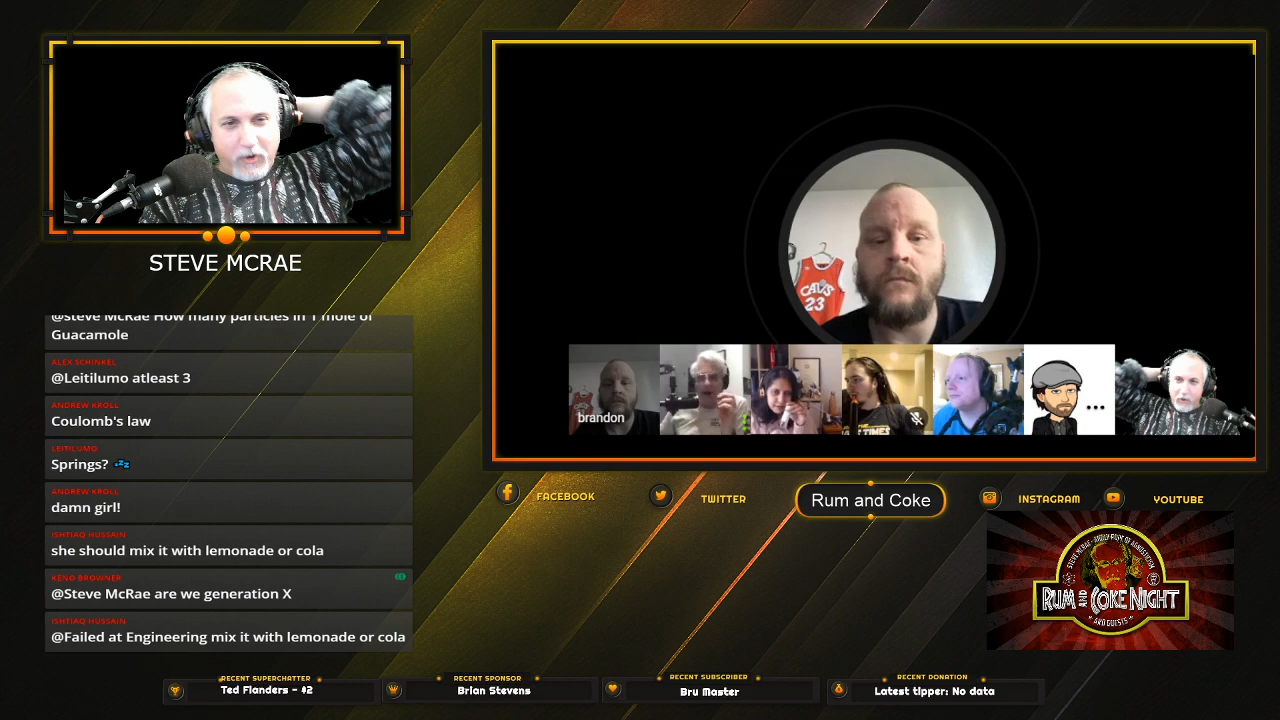 STEVE MCRAE
@Steve McRae How many particles in 1 mole of
Guacamole
ALEX SCHINKEL
@Leitilumo atleast 3
ANDREW KROLL
Coulomb's law
LEITILUMO
Springs? 💤
ANDREW KROLL
damn girl!
ISHTIAQ HUSSAIN
she should mix it with lemonade or cola
KENO BROWNER
@Steve McRae are we generation X
ISHTIAQ HUSSAIN
@Failed at Engineering mix it with lemonade or cola
CAVS
23
brandon
...
FACEBOOK
TWITTER
Rum and Coke
INSTAGRAM
YOUTUBE
RUM AND COKE NIGHT
AND GUESTS
RECENT SUPERCHATTER
Ted Flanders - $2
RECENT SPONSOR
Brian Stevens
RECENT SUBSCRIBER
Bru Master
RECENT DONATION
Latest tipper: No data